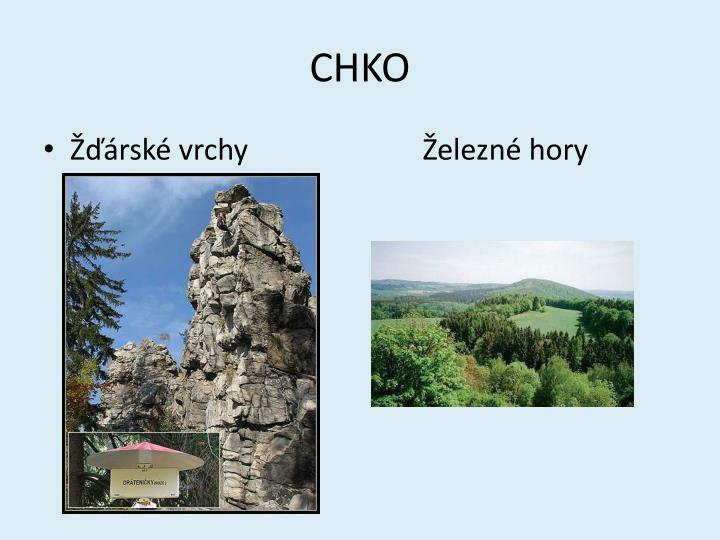 CHKO
• Žďárské vrchy Železné hory
DRÁTENIČKY